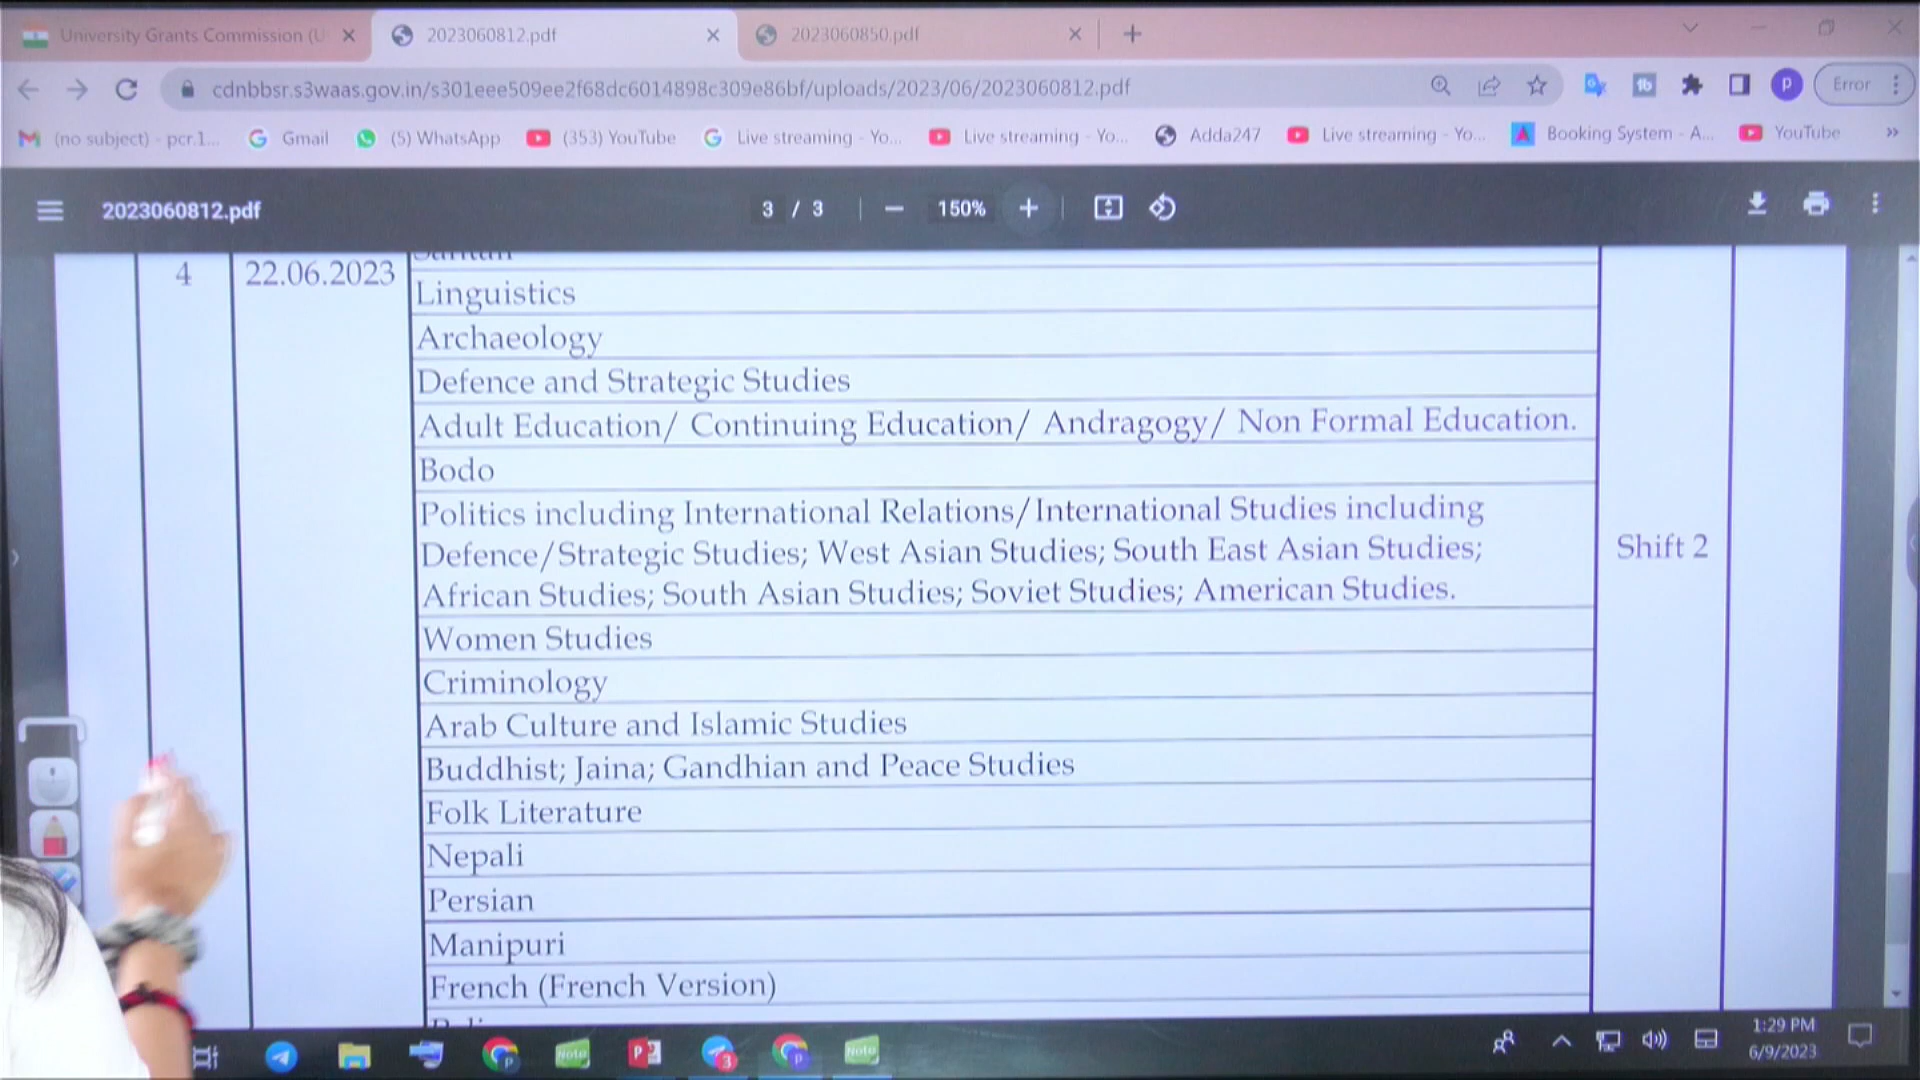 University Grants Commission (U
2023060812.pdf
2023060850.pdf
cdnbbsr.s3waas.gov.in/s301eee509ee2f68dc6014898c309e86bf/uploads/2023/06/2023060812.pdf
P
Error
(no subject) - pcr.1...
Gmail
(5) WhatsApp
(353) YouTube
Live streaming - Yo...
Live streaming - Yo...
Adda247
Live streaming - Yo...
Booking System - A...
YouTube
2023060812.pdf
3 / 3
150%
4
22.06.2023
Linguistics
Archaeology
Defence and Strategic Studies
Adult Education/ Continuing Education/ Andragogy/ Non Formal Education.
Bodo
Politics including International Relations/International Studies including
Defence/Strategic Studies; West Asian Studies; South East Asian Studies;
African Studies; South Asian Studies; Soviet Studies; American Studies.
Shift 2
Women Studies
Criminology
Arab Culture and Islamic Studies
Buddhist; Jaina; Gandhian and Peace Studies
Folk Literature
Nepali
Persian
Manipuri
French (French Version)
Note
3
Note
1:29 PM
6/9/2023